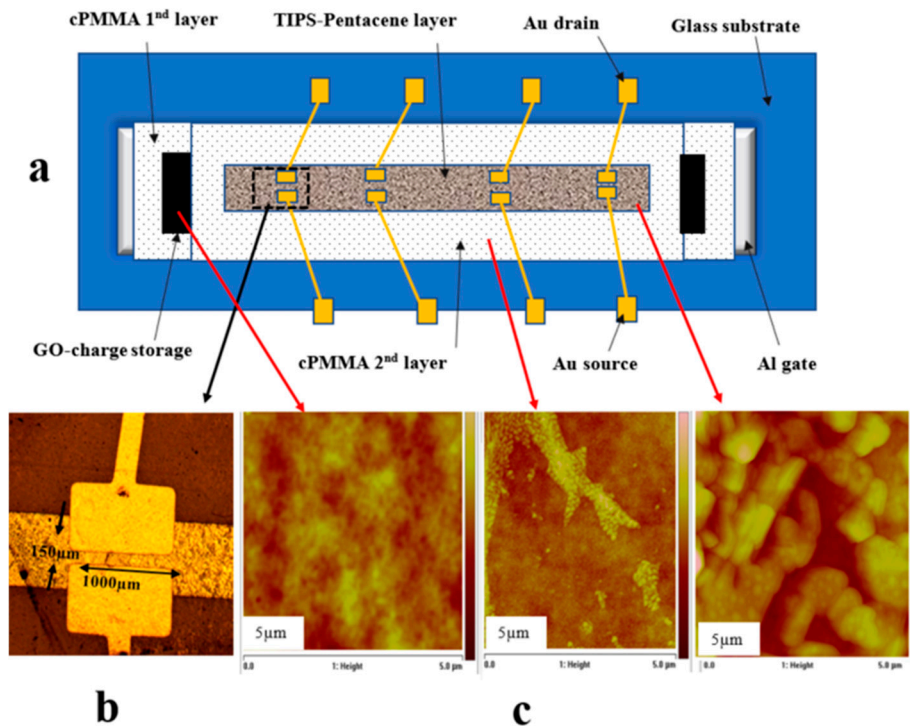 cPMMA 1nd layer
TIPS-Pentacene layer
Au drain
Glass substrate
a
GO-charge storage
cPMMA 2nd layer
Au source
Al gate
150µm
1000µm
5µm
5µm
5µm
0.0 1: Height 5.0 µm
0.0 1: Height 5.0 µm
0.0 1: Height 5.0 µm
b
c